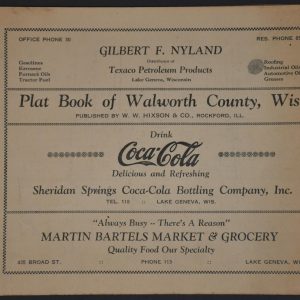 OFFICE PHONE 30
RES. PHONE
GILBERT F. NYLAND
Distributor of
Texaco Petroleum Products
Lake Geneva, Wisconsin
Gasolines
Kerosene
Furnace Oils
Tractor Fuel
Roofing
Industrial Oils
Automotive
Greases
Plat Book of Walworth County, Wis
PUBLISHED BY W. W. HIXSON & CO., ROCKFORD, ILL.
Drink
Coca-Cola
Delicious and Refreshing
Sheridan Springs Coca-Cola Bottling Company, Inc.
TEL. 119 :: LAKE GENEVA, WIS.
"Always Busy -- There's A Reason"
MARTIN BARTELS MARKET & GROCERY
Quality Food Our Specialty
BROAD ST. :: PHONE 113 :: LAKE GENEVA, WIS.